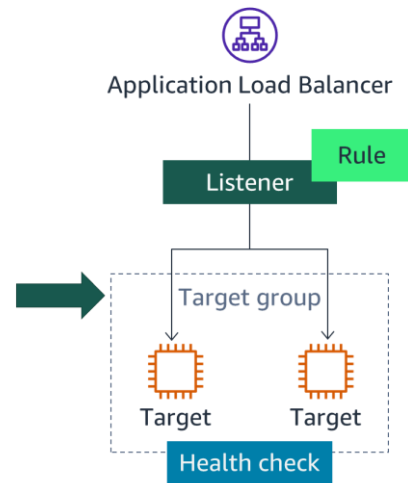 Application Load Balancer
Rule
Listener
Target group
Target
Target
Health check